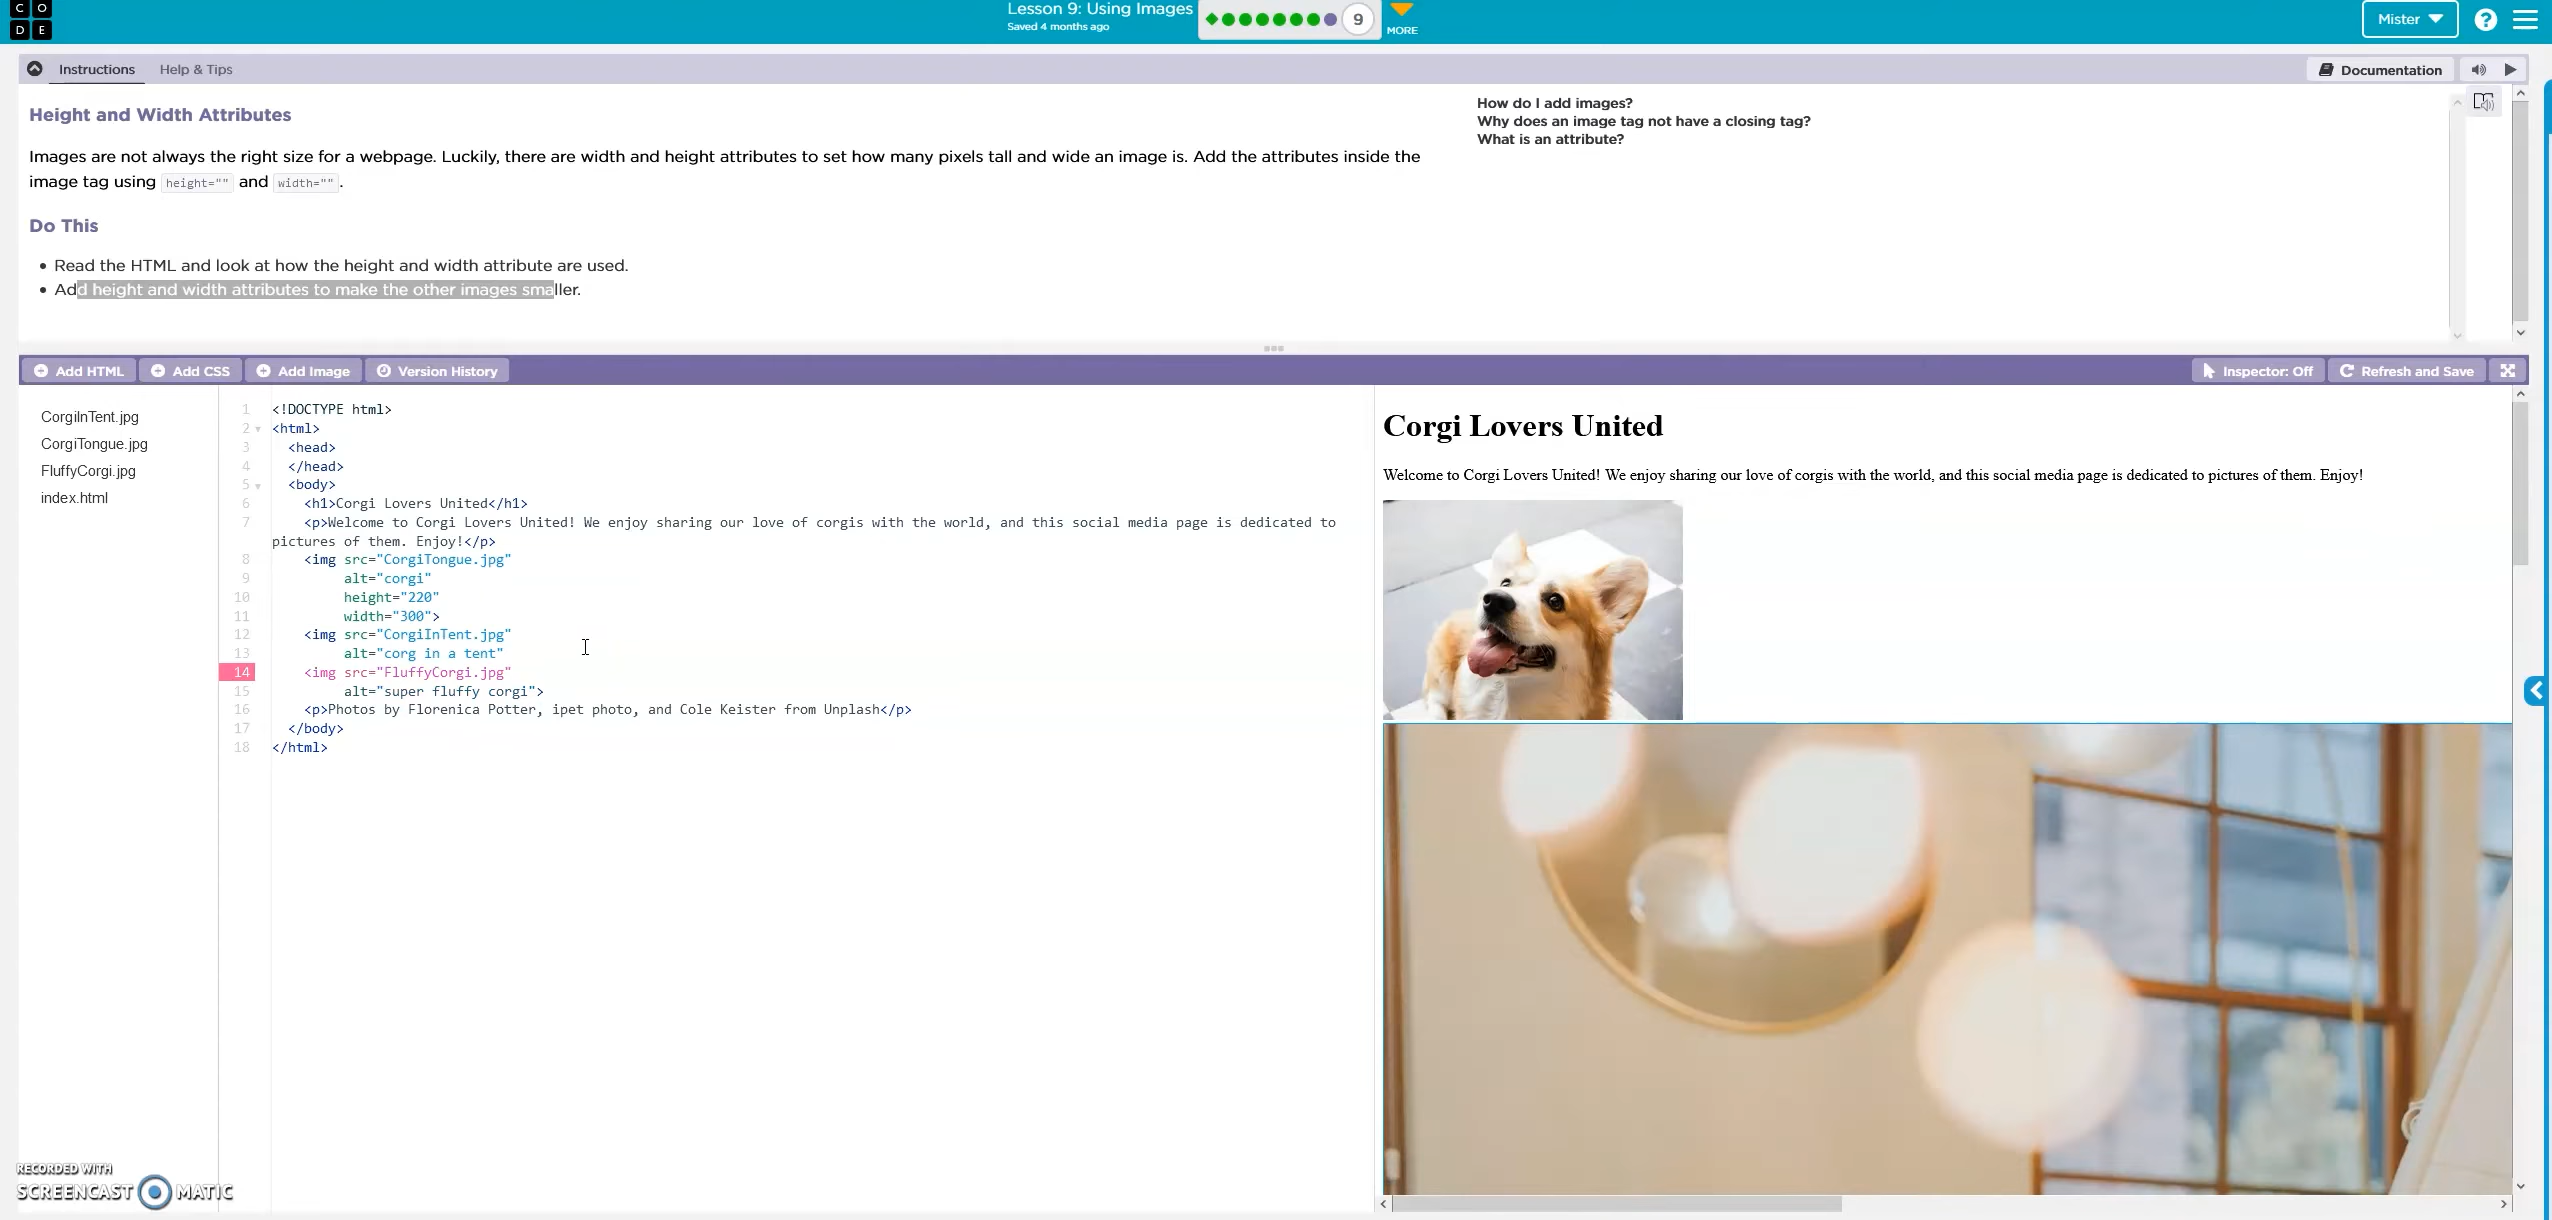 C O
D E
Lesson 9: Using Images
Saved 4 months ago
9
MORE
Mister
?
Instructions
Help & Tips
Documentation
Height and Width Attributes
Images are not always the right size for a webpage. Luckily, there are width and height attributes to set how many pixels tall and wide an image is. Add the attributes inside the
image tag using height="" and width="".
Do This
• Read the HTML and look at how the height and width attribute are used.
• Add height and width attributes to make the other images smaller.
How do I add images?
Why does an image tag not have a closing tag?
What is an attribute?
Add HTML
Add CSS
Add Image
Version History
Inspector: Off
Refresh and Save
CorgiInTent.jpg
CorgiTongue.jpg
FluffyCorgi.jpg
index.html
1 <!DOCTYPE html>
2 <html>
3 <head>
4 </head>
5 <body>
6 <h1>Corgi Lovers United</h1>
7 <p>Welcome to Corgi Lovers United! We enjoy sharing our love of corgis with the world, and this social media page is dedicated to
pictures of them. Enjoy!</p>
8 <img src="CorgiTongue.jpg"
9 alt="corgi"
10 height="220"
11 width="300">
12 <img src="CorgiInTent.jpg"
13 alt="corg in a tent"
14 <img src="FluffyCorgi.jpg"
15 alt="super fluffy corgi">
16 <p>Photos by Florenica Potter, ipet photo, and Cole Keister from Unplash</p>
17 </body>
18 </html>
Corgi Lovers United
Welcome to Corgi Lovers United! We enjoy sharing our love of corgis with the world, and this social media page is dedicated to pictures of them. Enjoy!
RECORDED WITH
SCREENCAST MATIC